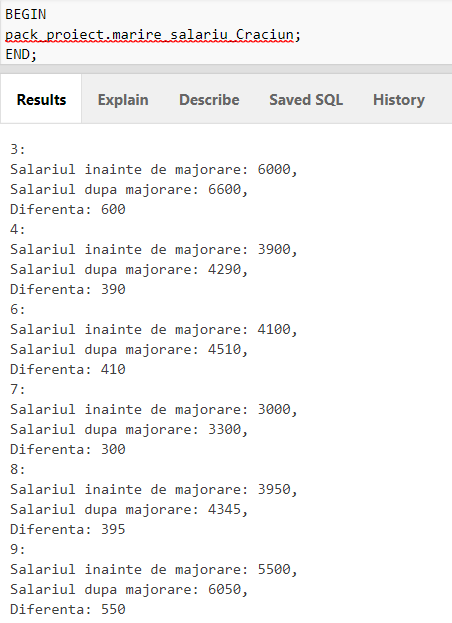 BEGIN
pack_proiect.marire_salariu_Craciun;
END;
Results Explain Describe Saved SQL History
3:
Salariul inainte de majorare: 6000,
Salariul dupa majorare: 6600,
Diferenta: 600
4:
Salariul inainte de majorare: 3900,
Salariul dupa majorare: 4290,
Diferenta: 390
6:
Salariul inainte de majorare: 4100,
Salariul dupa majorare: 4510,
Diferenta: 410
7:
Salariul inainte de majorare: 3000,
Salariul dupa majorare: 3300,
Diferenta: 300
8:
Salariul inainte de majorare: 3950,
Salariul dupa majorare: 4345,
Diferenta: 395
9:
Salariul inainte de majorare: 5500,
Salariul dupa majorare: 6050,
Diferenta: 550